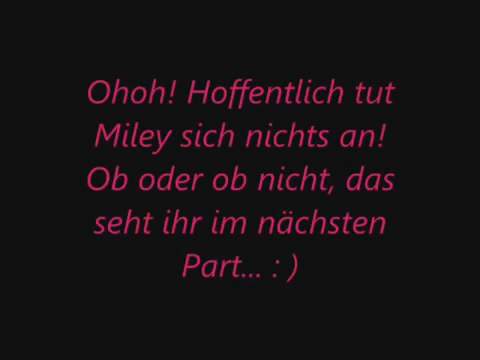 Ohoh! Hoffentlich tut
Miley sich nichts an!
Ob oder ob nicht, das
seht ihr im nächsten
Part... : )